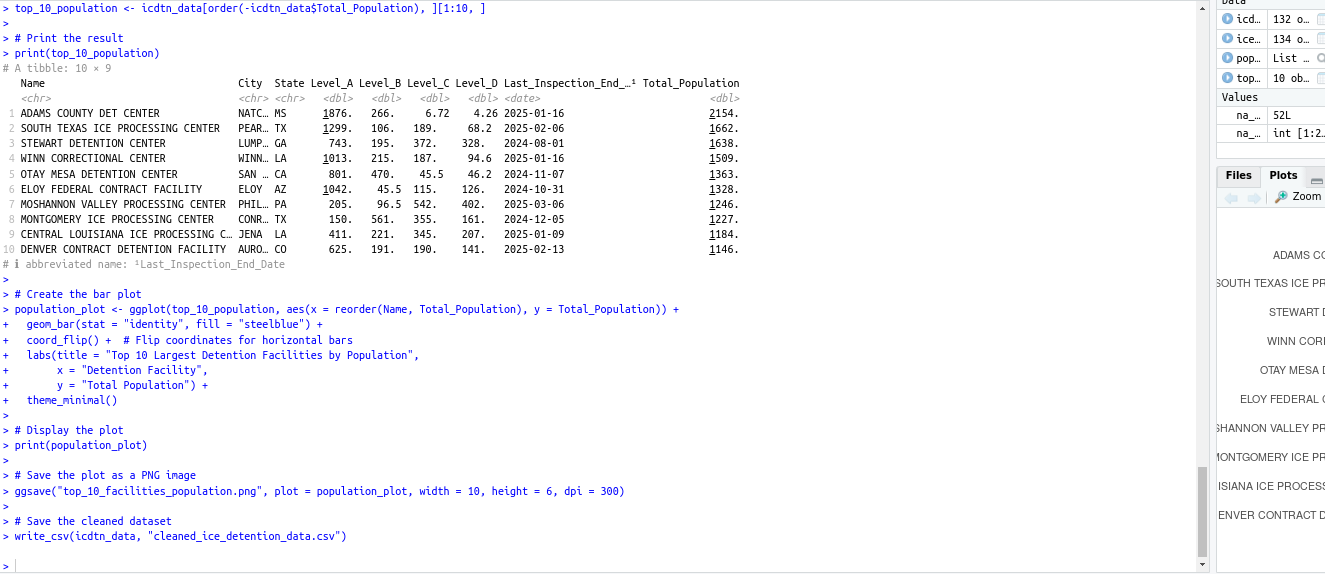 > top_10_population <- icdtn_data[order(-icdtn_data$Total_Population), ][1:10, ]
>
> # Print the result
> print(top_10_population)
# A tibble: 10 × 9
Name City State Level_A Level_B Level_C Level_D Last_Inspection_End_…¹ Total_Population
<chr> <chr> <chr> <dbl> <dbl> <dbl> <dbl> <date> <dbl>
1 ADAMS COUNTY DET CENTER NATC… MS 1876. 266. 6.72 4.26 2025-01-16 2154.
2 SOUTH TEXAS ICE PROCESSING CENTER PEAR… TX 1299. 106. 189. 68.2 2025-02-06 1662.
3 STEWART DETENTION CENTER LUMP… GA 743. 195. 372. 328. 2024-08-01 1638.
4 WINN CORRECTIONAL CENTER WINN… LA 1013. 215. 187. 94.6 2025-01-16 1509.
5 OTAY MESA DETENTION CENTER SAN … CA 801. 470. 45.5 46.2 2024-11-07 1363.
6 ELOY FEDERAL CONTRACT FACILITY ELOY AZ 1042. 45.5 115. 126. 2024-10-31 1328.
7 MOSHANNON VALLEY PROCESSING CENTER PHIL… PA 205. 96.5 542. 402. 2025-03-06 1246.
8 MONTGOMERY ICE PROCESSING CENTER CONR… TX 150. 561. 355. 161. 2024-12-05 1227.
9 CENTRAL LOUISIANA ICE PROCESSING C… JENA LA 411. 221. 345. 207. 2025-01-09 1184.
10 DENVER CONTRACT DETENTION FACILITY AURO… CO 625. 191. 190. 141. 2025-02-13 1146.
# ℹ abbreviated name: ¹Last_Inspection_End_Date
>
> # Create the bar plot
> population_plot <- ggplot(top_10_population, aes(x = reorder(Name, Total_Population), y = Total_Population)) +
+   geom_bar(stat = "identity", fill = "steelblue") +
+   coord_flip() +  # Flip coordinates for horizontal bars
+   labs(title = "Top 10 Largest Detention Facilities by Population",
+        x = "Detention Facility",
+        y = "Total Population") +
+   theme_minimal()
>
> # Display the plot
> print(population_plot)
>
> # Save the plot as a PNG image
> ggsave("top_10_facilities_population.png", plot = population_plot, width = 10, height = 6, dpi = 300)
>
> # Save the cleaned dataset
> write_csv(icdtn_data, "cleaned_ice_detention_data.csv")
>
Data
icd… 132 o…
ice… 134 o…
pop… List …
top… 10 ob…
Values
na_… 52L
na_… int [1:2…
Files Plots
Zoom
ADAMS CO
SOUTH TEXAS ICE PR
STEWART D
WINN CORR
OTAY MESA D
ELOY FEDERAL C
SHANNON VALLEY PR
MONTGOMERY ICE PR
ISIANA ICE PROCESS
ENVER CONTRACT D